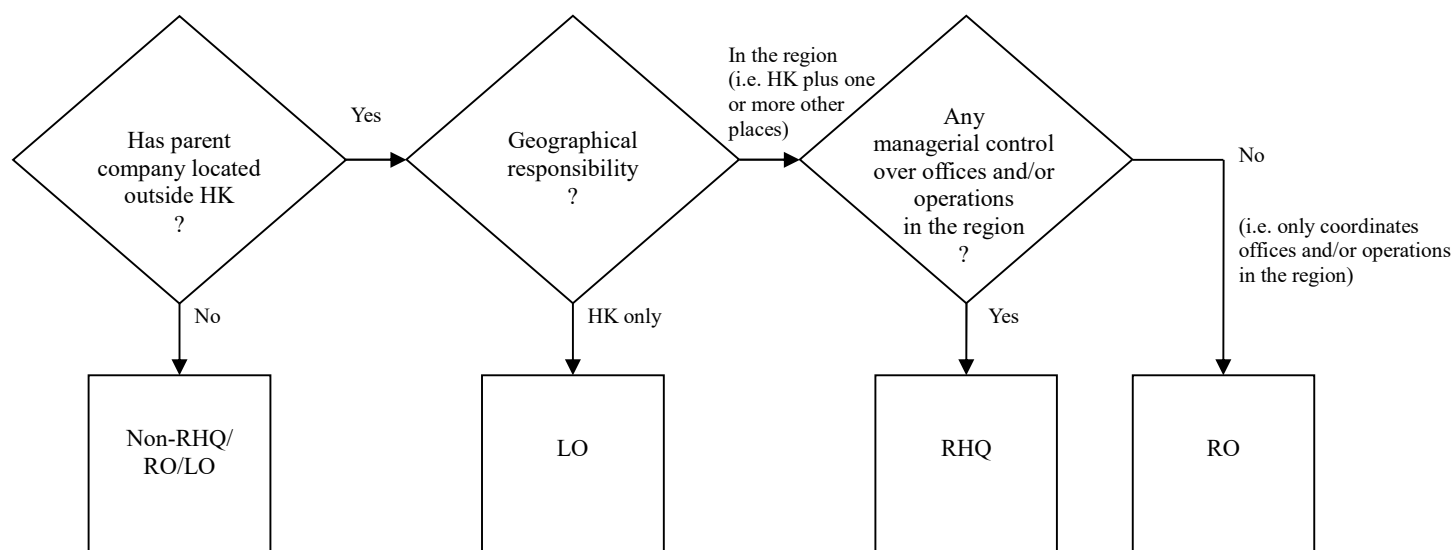 Has parent
company located
outside HK
?
Yes
No
Non-RHQ/
RO/LO
Geographical
responsibility
?
In the region
(i.e. HK plus one
or more other
places)
HK only
LO
Any
managerial control
over offices and/or
operations
in the region
?
Yes
RHQ
No
(i.e. only coordinates
offices and/or operations
in the region)
RO